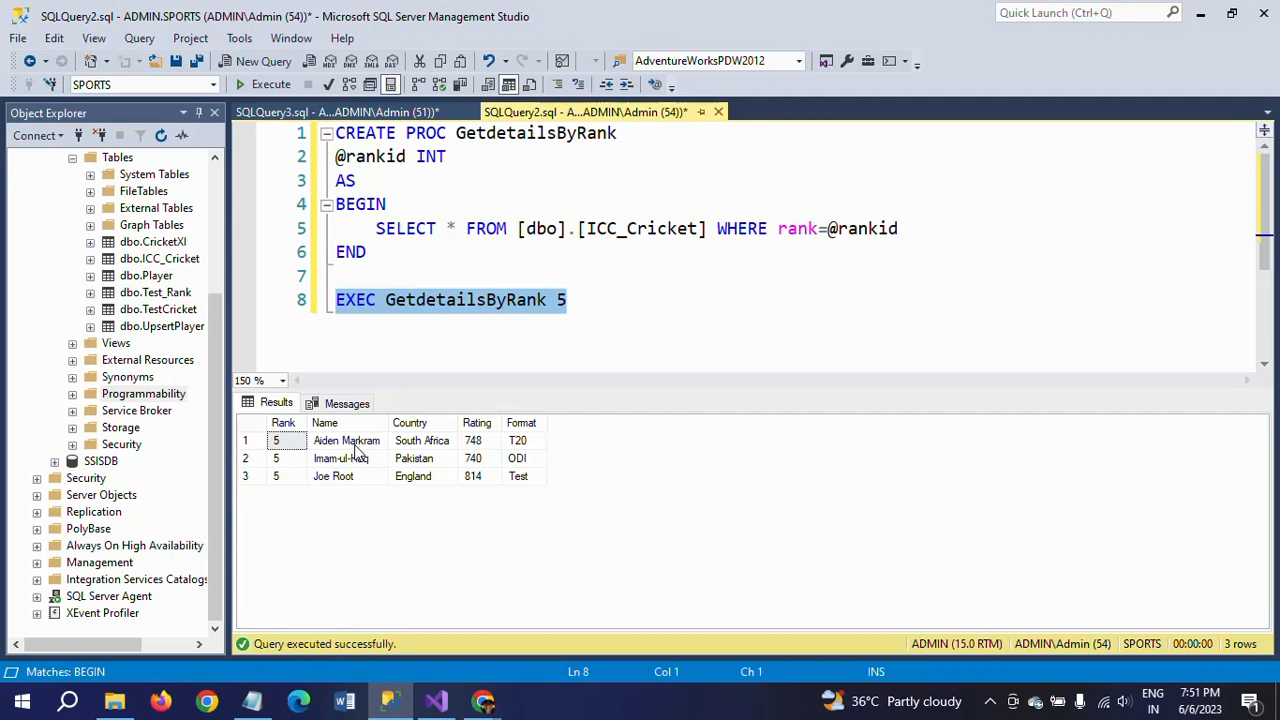 SQLQuery2.sql - ADMIN.SPORTS (ADMIN\Admin (54))* - Microsoft SQL Server Management Studio
Quick Launch (Ctrl+Q)
File Edit View Query Project Tools Window Help
New Query MDX DMX XMLA DAX AdventureWorksPDW2012
SPORTS Execute
Object Explorer
SQLQuery3.sql - A...ADMIN\Admin (51))* SQLQuery2.sql - A...ADMIN\Admin (54))*
Connect
Tables
System Tables
FileTables
External Tables
Graph Tables
dbo.CricketXI
dbo.ICC_Cricket
dbo.Player
dbo.Test_Rank
dbo.TestCricket
dbo.UpsertPlayer
Views
External Resources
Synonyms
Programmability
Service Broker
Storage
Security
SSISDB
Security
Server Objects
Replication
PolyBase
Always On High Availability
Management
Integration Services Catalogs
SQL Server Agent
XEvent Profiler
1 CREATE PROC GetdetailsByRank
2 @rankid INT
3 AS
4 BEGIN
5 SELECT * FROM [dbo].[ICC_Cricket] WHERE rank=@rankid
6 END
7
8 EXEC GetdetailsByRank 5
150 %
Results Messages
Rank Name Country Rating Format
1 5 Aiden Markram South Africa 748 T20
2 5 Imam-ul-Haq Pakistan 740 ODI
3 5 Joe Root England 814 Test
Query executed successfully. ADMIN (15.0 RTM) ADMIN\Admin (54) SPORTS 00:00:00 3 rows
Matches: BEGIN Ln 8 Col 1 Ch 1 INS
36°C Partly cloudy ENG IN 7:51 PM 6/6/2023 1